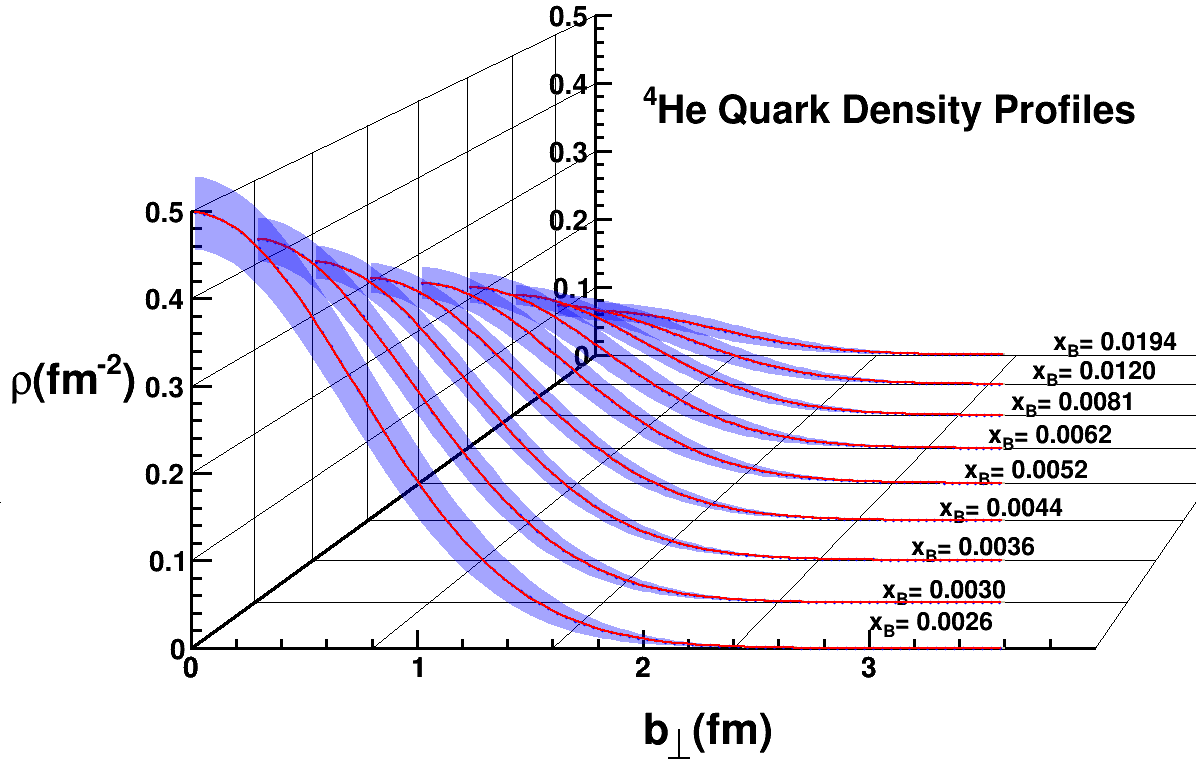 0.5
0.4
⁴He Quark Density Profiles
0.3
0.2
0.5
0.1
0.4
0
x_B= 0.0194
x_B= 0.0120
ρ(fm⁻²)
0.3
x_B= 0.0081
x_B= 0.0062
0.2
x_B= 0.0052
x_B= 0.0044
0.1
x_B= 0.0036
x_B= 0.0030
x_B= 0.0026
0
0 1 2 3
b_⊥(fm)